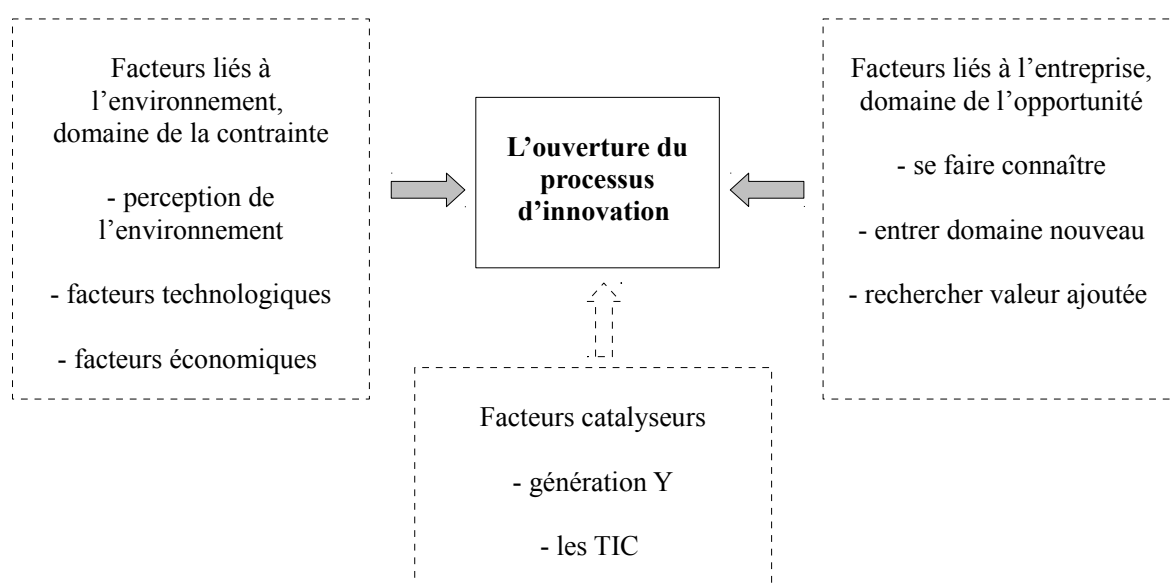 Facteurs liés à
l’environnement,
domaine de la contrainte
- perception de
l’environnement
- facteurs technologiques
- facteurs économiques
L’ouverture du
processus
d’innovation
Facteurs liés à l’entreprise,
domaine de l’opportunité
- se faire connaître
- entrer domaine nouveau
- rechercher valeur ajoutée
Facteurs catalyseurs
- génération Y
- les TIC